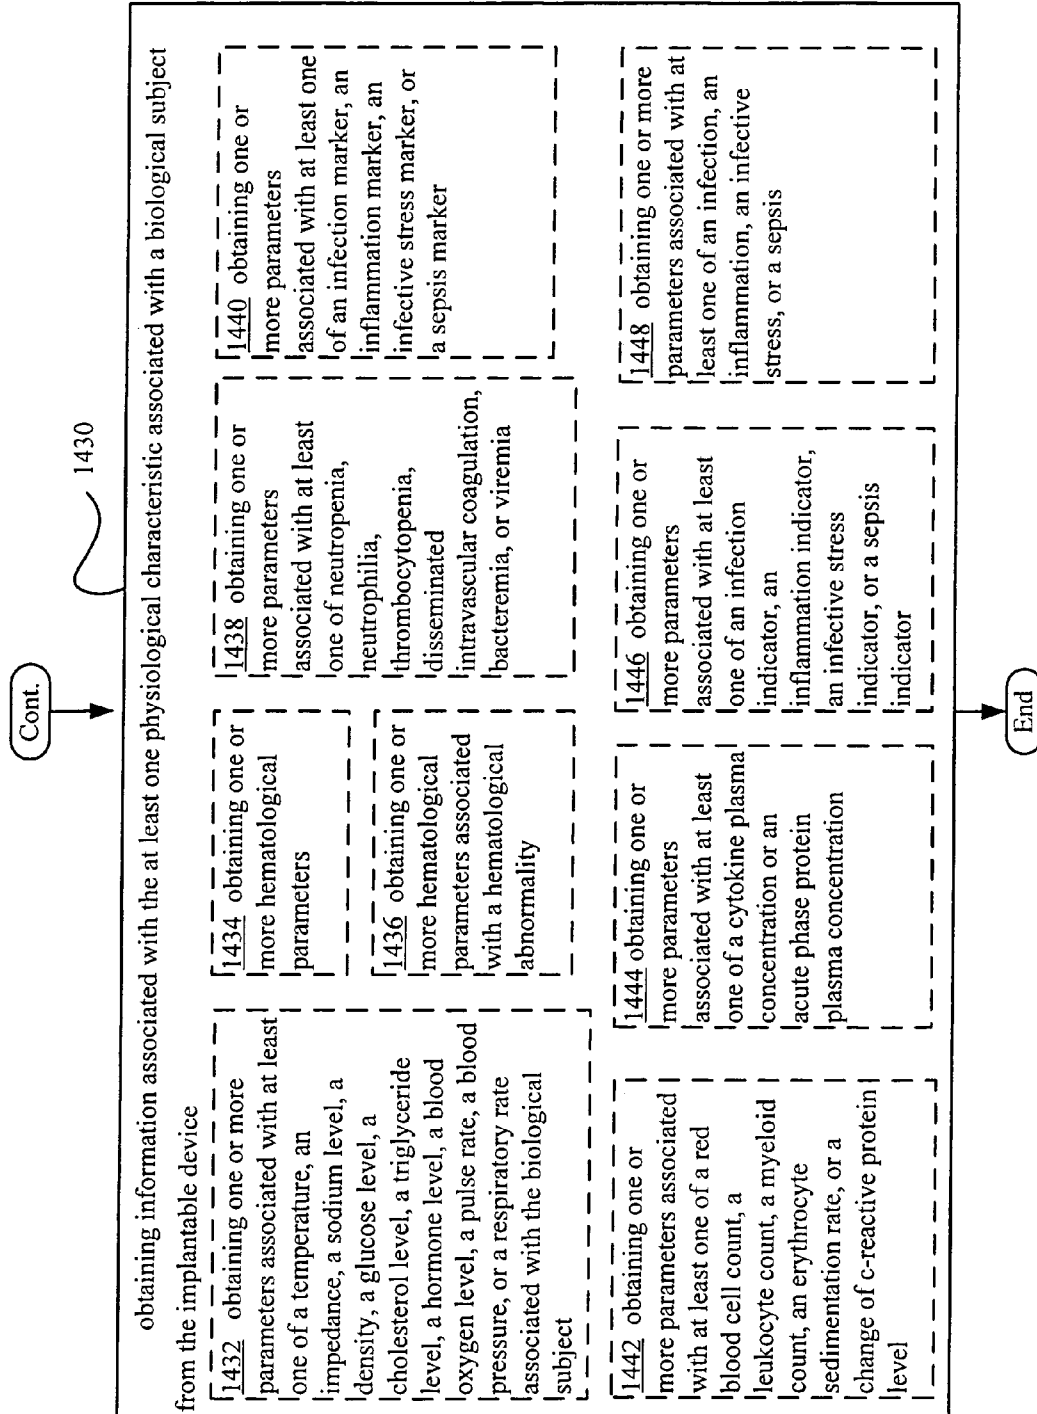 Cont.
1430
obtaining information associated with the at least one physiological characteristic associated with a biological subject
from the implantable device
1432 obtaining one or more
parameters associated with at least
one of a temperature, an
impedance, a sodium level, a
density, a glucose level, a
cholesterol level, a triglyceride
level, a hormone level, a blood
oxygen level, a pulse rate, a blood
pressure, or a respiratory rate
associated with the biological
subject
1434 obtaining one or
more hematological
parameters
1436 obtaining one or
more hematological
parameters associated
with a hematological
abnormality
1438 obtaining one or
more parameters
associated with at least
one of neutropenia,
neutrophilia,
thrombocytopenia,
disseminated
intravascular coagulation,
bacteremia, or viremia
1440 obtaining one or
more parameters
associated with at least one
of an infection marker, an
inflammation marker, an
infective stress marker, or
a sepsis marker
1442 obtaining one or
more parameters associated
with at least one of a red
blood cell count, a
leukocyte count, a myeloid
count, an erythrocyte
sedimentation rate, or a
change of c-reactive protein
level
1444 obtaining one or
more parameters
associated with at least
one of a cytokine plasma
concentration or an
acute phase protein
plasma concentration
1446 obtaining one or
more parameters
associated with at least
one of an infection
indicator, an
inflammation indicator,
an infective stress
indicator, or a sepsis
indicator
1448 obtaining one or more
parameters associated with at
least one of an infection, an
inflammation, an infective
stress, or a sepsis
End